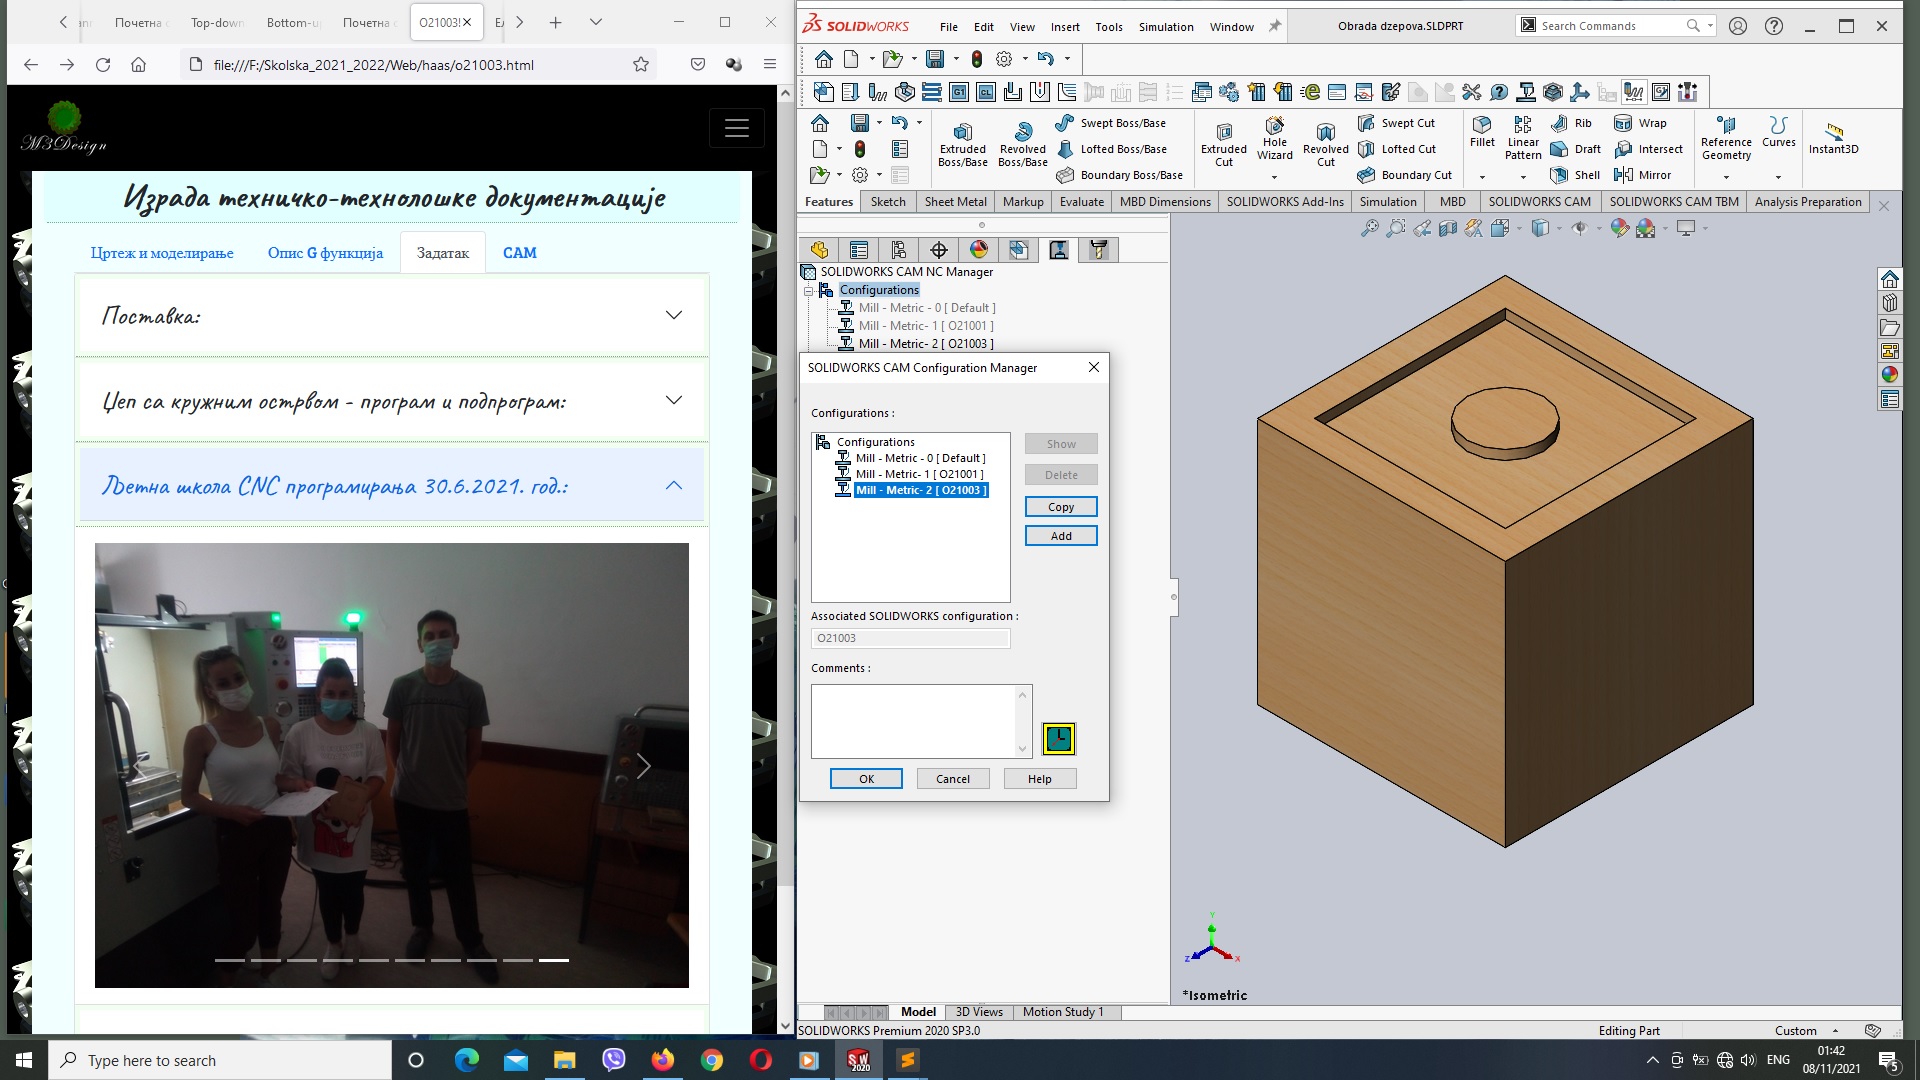 Почетна
Top-down
Bottom-u
Почетна
O21003!
file:///F:/Skolska_2021_2022/Web/haas/o21003.html
M3Design
Израда техничко-технолошке документације
Цртеж и моделирање
Опис G функција
Задатак
CAM
Поставка:
Џеп са кружним острвом - програм и подпрограм:
Љетна школа CNC програмирања 30.6.2021. год.:
SOLIDWORKS
File
Edit
View
Insert
Tools
Simulation
Window
Obrada dzepova.SLDPRT
Search Commands
Extruded Boss/Base
Revolved Boss/Base
Swept Boss/Base
Lofted Boss/Base
Boundary Boss/Base
Extruded Cut
Hole Wizard
Revolved Cut
Swept Cut
Lofted Cut
Boundary Cut
Fillet
Linear Pattern
Rib
Draft
Shell
Wrap
Intersect
Mirror
Reference Geometry
Curves
Instant3D
Features
Sketch
Sheet Metal
Markup
Evaluate
MBD Dimensions
SOLIDWORKS Add-Ins
Simulation
MBD
SOLIDWORKS CAM
SOLIDWORKS CAM TBM
Analysis Preparation
SOLIDWORKS CAM NC Manager
Configurations
Mill - Metric - 0 [ Default ]
Mill - Metric- 1 [ O21001 ]
Mill - Metric- 2 [ O21003 ]
SOLIDWORKS CAM Configuration Manager
Configurations :
Configurations
Mill - Metric - 0 [ Default ]
Mill - Metric- 1 [ O21001 ]
Mill - Metric- 2 [ O21003 ]
Show
Delete
Copy
Add
Associated SOLIDWORKS configuration :
O21003
Comments :
OK
Cancel
Help
Y
Z
X
*Isometric
Model
3D Views
Motion Study 1
SOLIDWORKS Premium 2020 SP3.0
Editing Part
Custom
Type here to search
SW 2020
ENG
01:42
08/11/2021
5